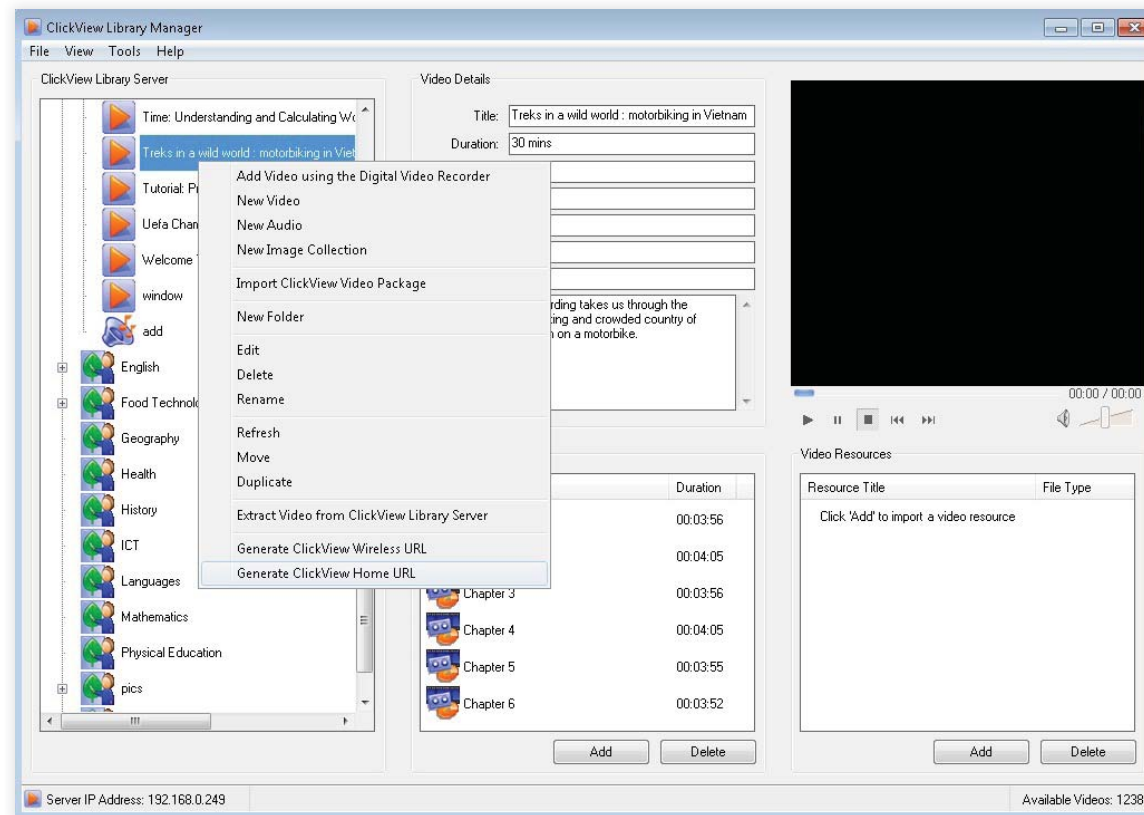 ClickView Library Manager
File View Tools Help
ClickView Library Server
Time: Understanding and Calculating
Treks in a wild world : motorbiking in
Tutorial:
Uefa
Welcome
window
add
English
Food
Geography
Health
History
ICT
Languages
Mathematics
Physical Education
pics
Add Video using the Digital Video Recorder
New Video
New Audio
New Image Collection
Import ClickView Video Package
New Folder
Edit
Delete
Rename
Refresh
Move
Duplicate
Extract Video from ClickView Library Server
Generate ClickView Wireless URL
Generate ClickView Home URL
Video Details
Title: Treks in a wild world : motorbiking in Vietnam
Duration: 30 mins
takes us through the
and crowded country of
on a motorbike.
Duration
00:03:56
00:04:05
Chapter 3 00:03:56
Chapter 4 00:04:05
Chapter 5 00:03:55
Chapter 6 00:03:52
Add Delete
00:00 / 00:00
Video Resources
Resource Title File Type
Click 'Add' to import a video resource
Add Delete
Server IP Address: 192.168.0.249
Available Videos: 1238